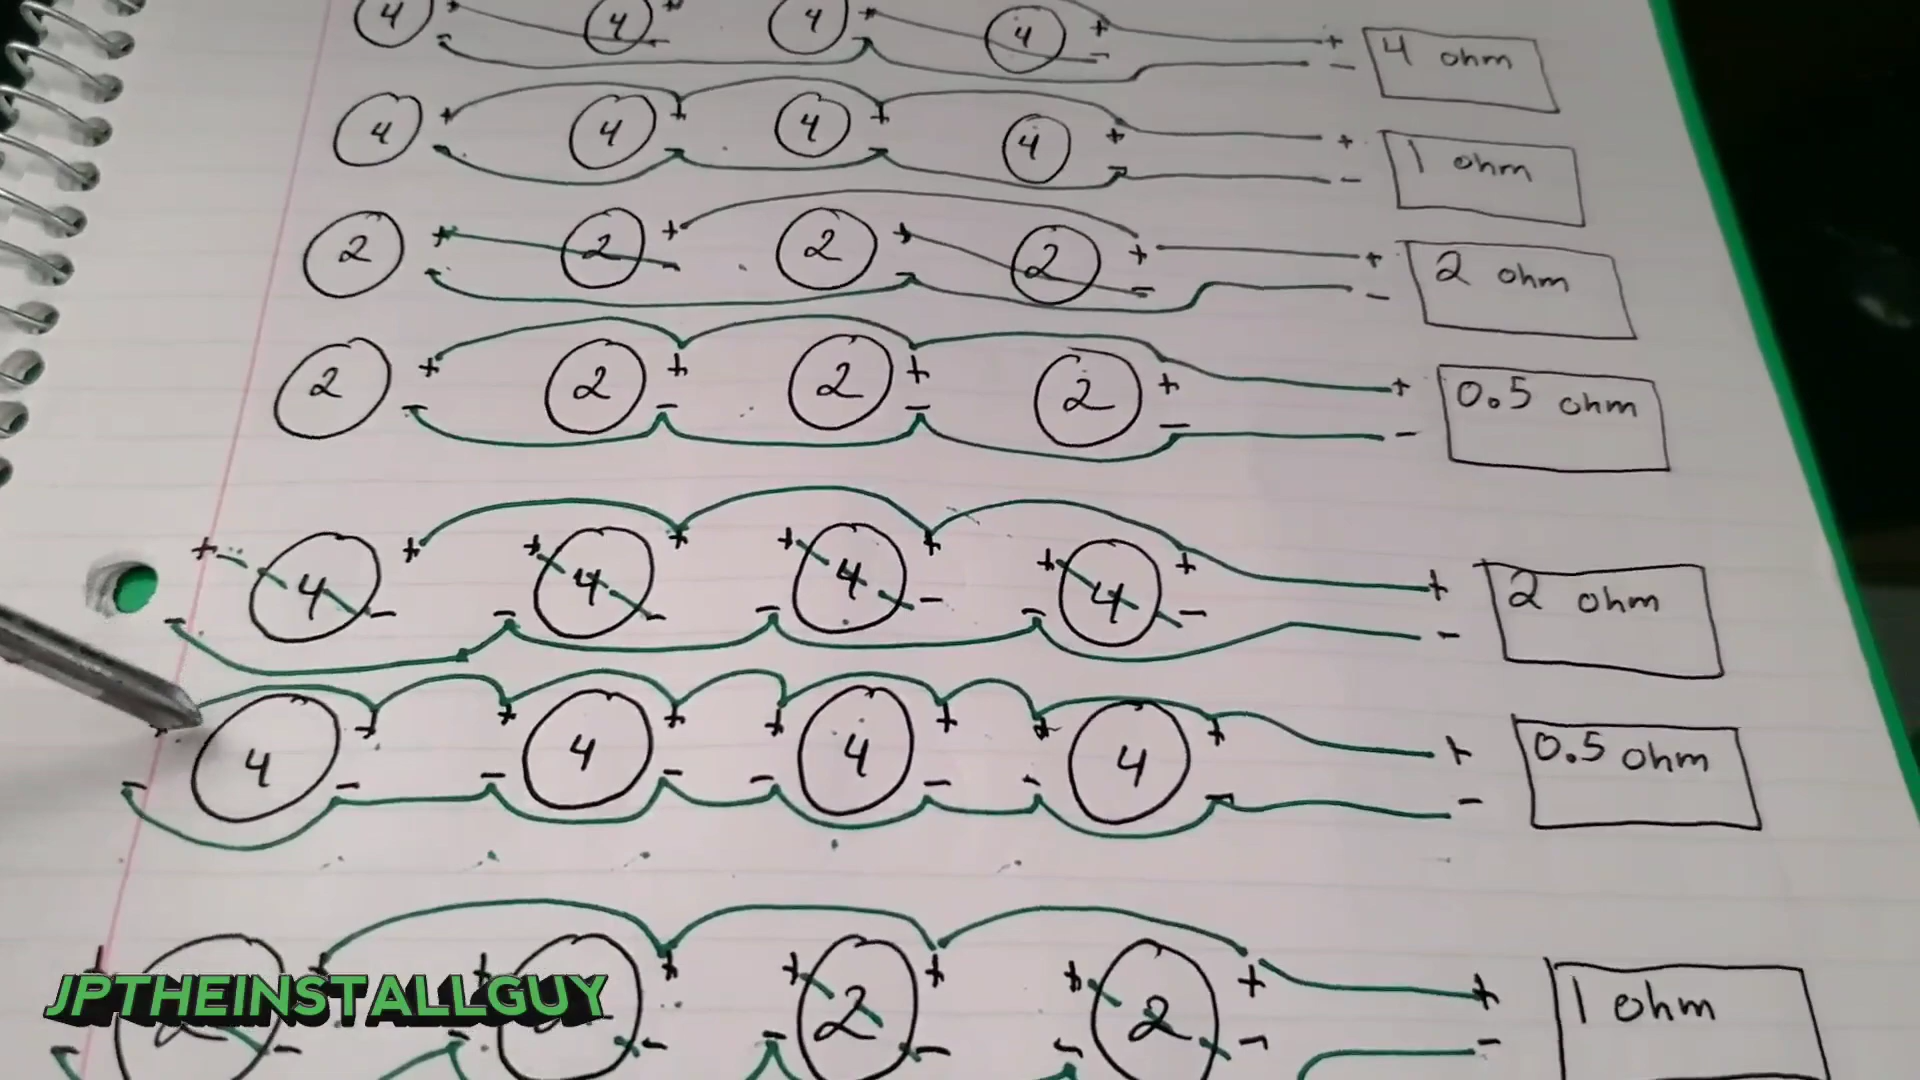 4 + 4 + 4 + 4 + - + - 4 ohm
4 + 4 + 4 + 4 + + - 1 ohm
2 + 2 + 2 + 2 + - + - 2 ohm
2 + - 2 + - 2 + - 2 + - + - 0.5 ohm
+ - 4 + - + - 4 + - + - 4 + - + - 4 + - + - 2 ohm
+ - 4 + - + - 4 + - + - 4 + - + - 4 + - + - 0.5 ohm
+ - + - + - + - 2 + - + - 2 + - + - 1 ohm
JPTHEINSTALLGUY